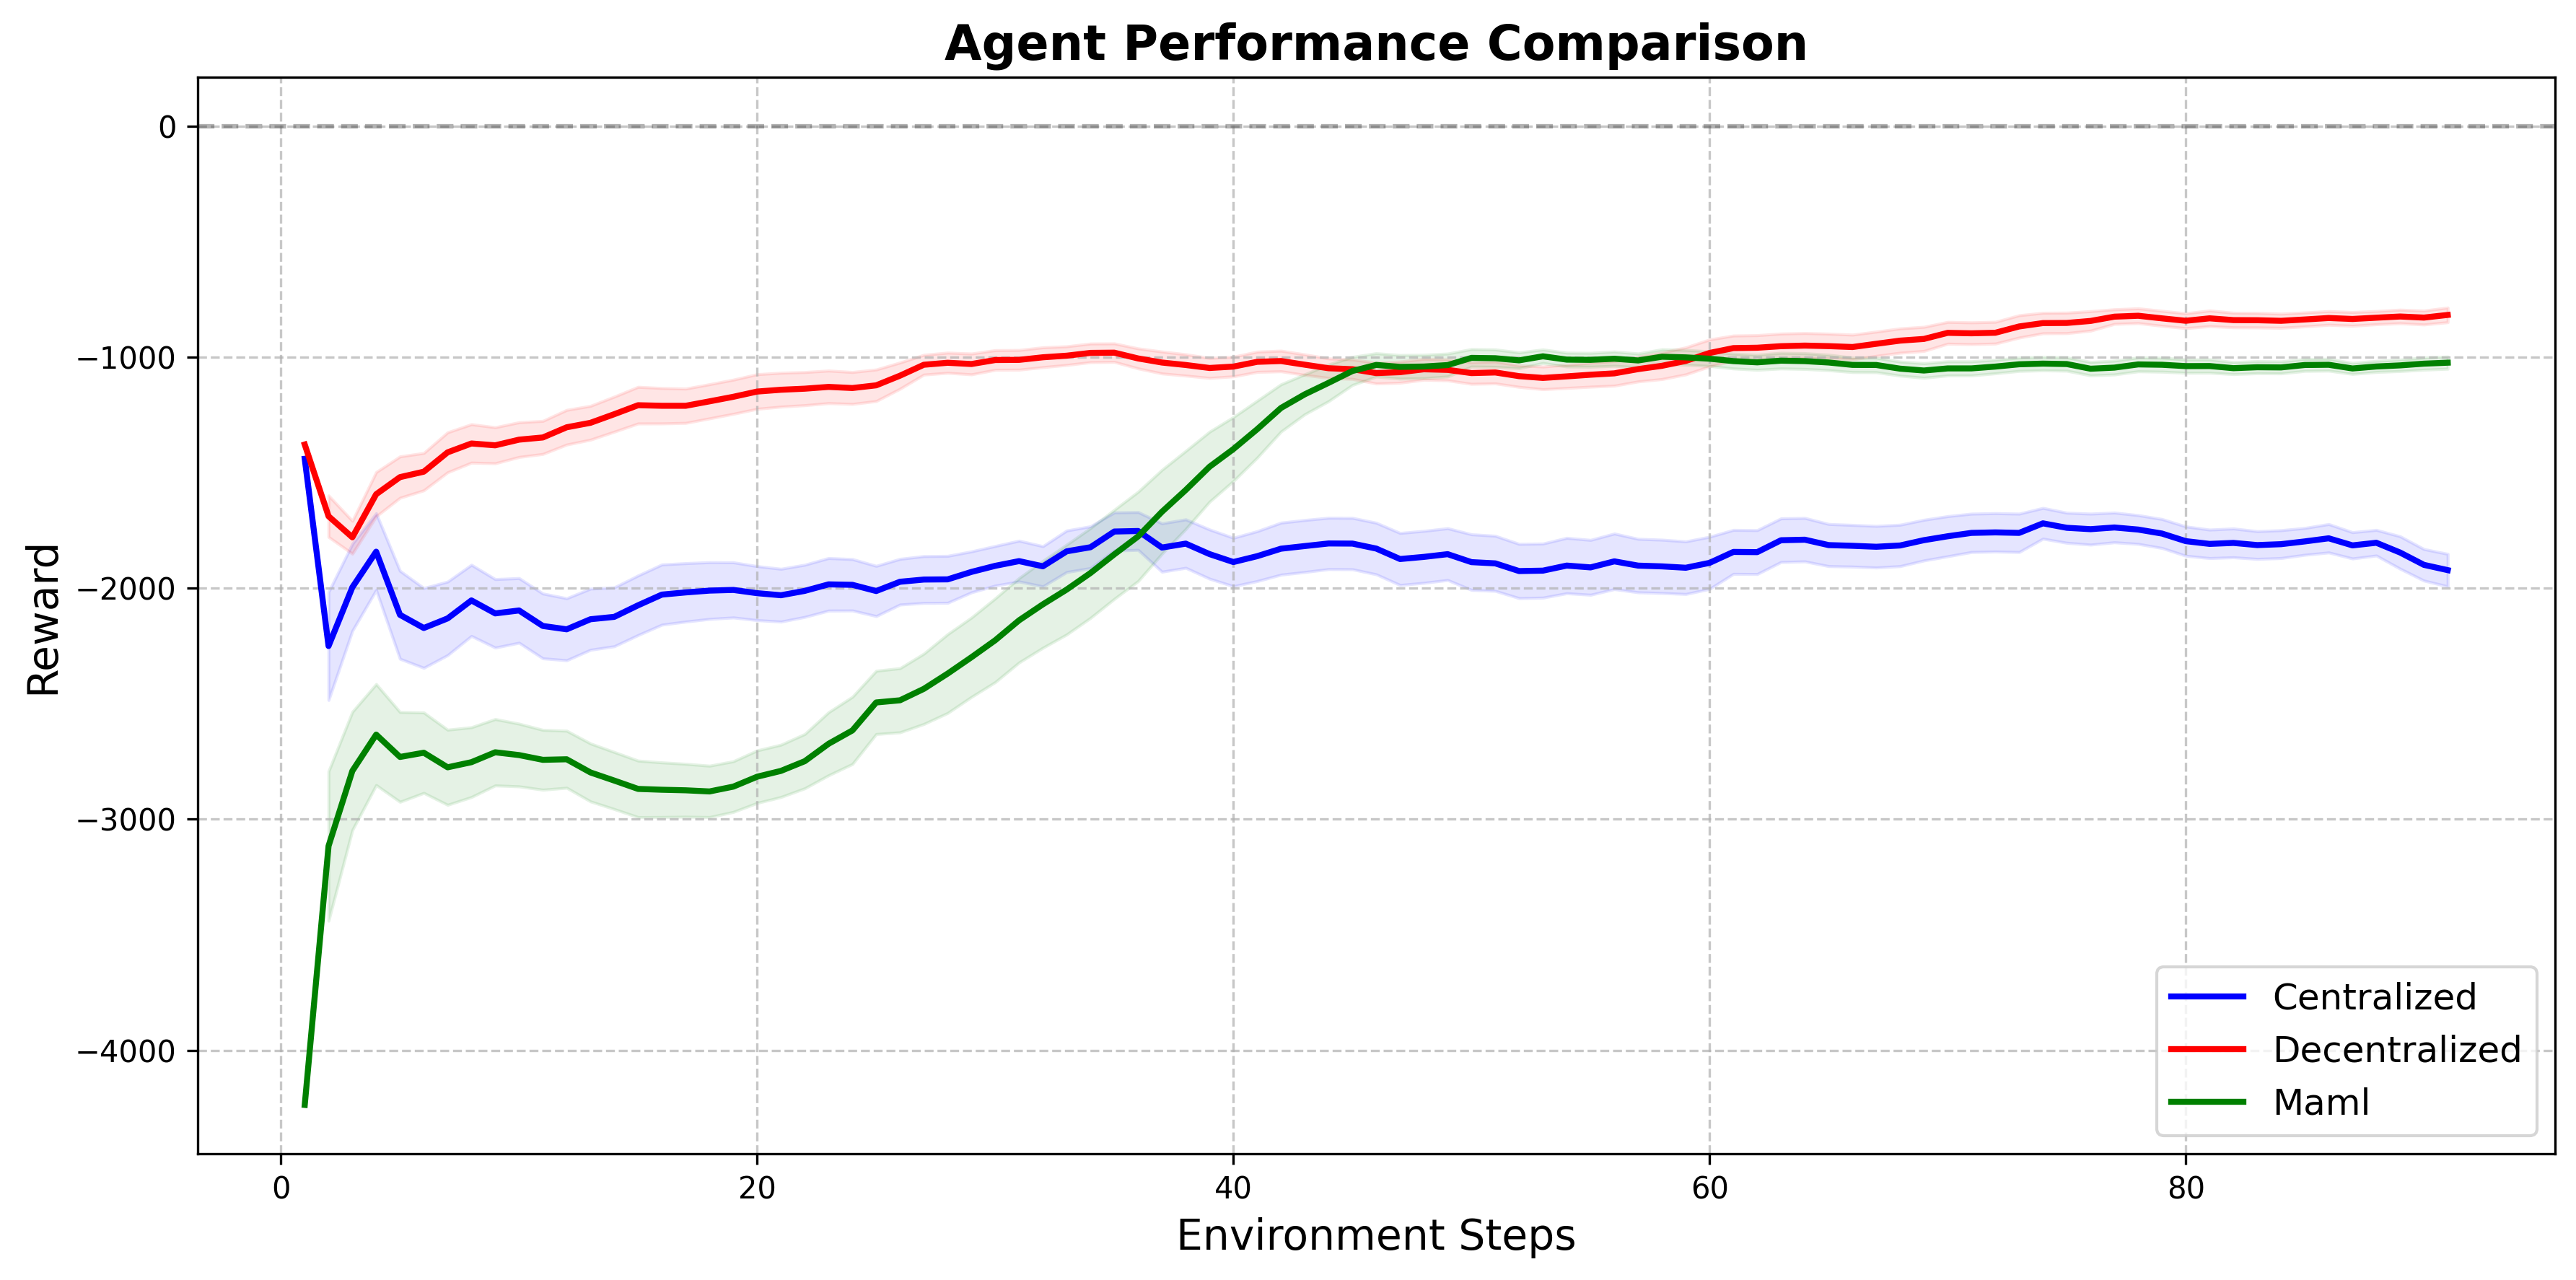 Agent Performance Comparison
0
−1000
−2000
−3000
−4000
Reward
0 20 40 60 80
Environment Steps
Centralized
Decentralized
Maml